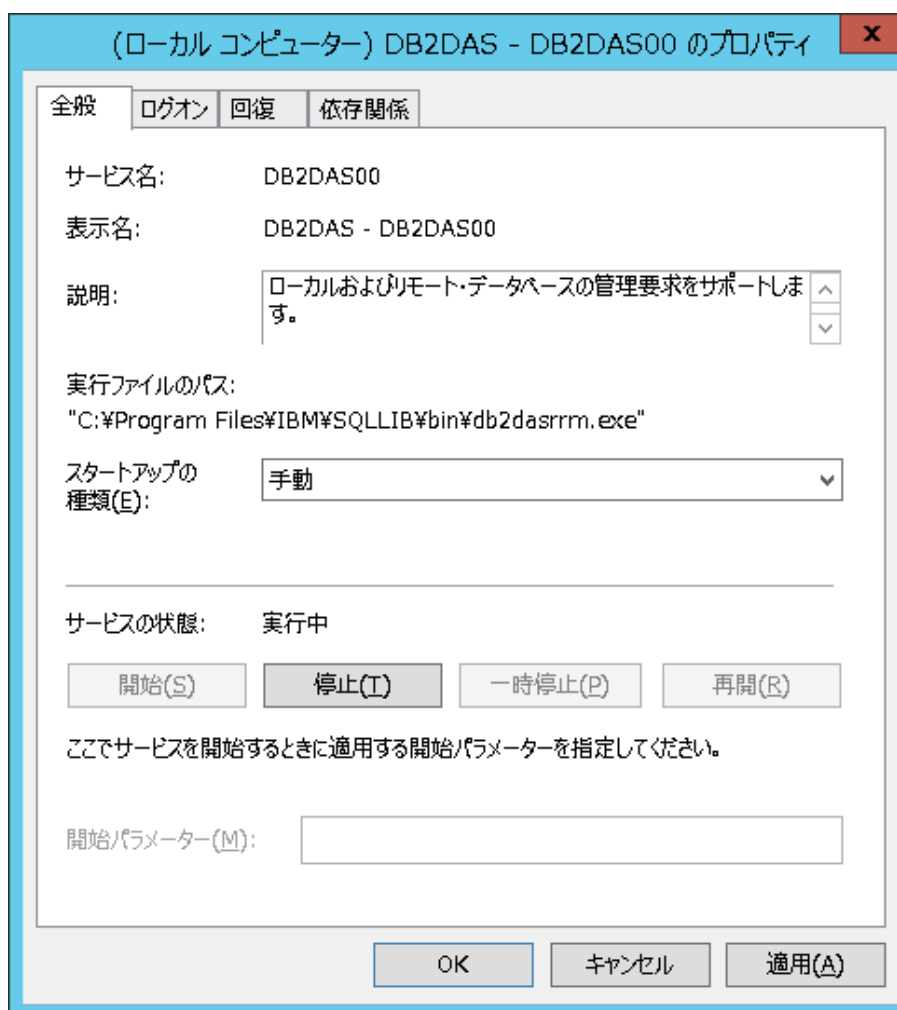 (ローカル コンピューター) DB2DAS - DB2DAS00 のプロパティ
x
全般 ログオン 回復 依存関係
サービス名: DB2DAS00
表示名: DB2DAS - DB2DAS00
説明: ローカルおよびリモート・データベースの管理要求をサポートしま
す。
実行ファイルのパス:
"C:¥Program Files¥IBM¥SQLLIB¥bin¥db2dasrrm.exe"
スタートアップの
種類(E): 手動
サービスの状態: 実行中
開始(S) 停止(T) 一時停止(P) 再開(R)
ここでサービスを開始するときに適用する開始パラメーターを指定してください。
開始パラメーター(M):
OK キャンセル 適用(A)